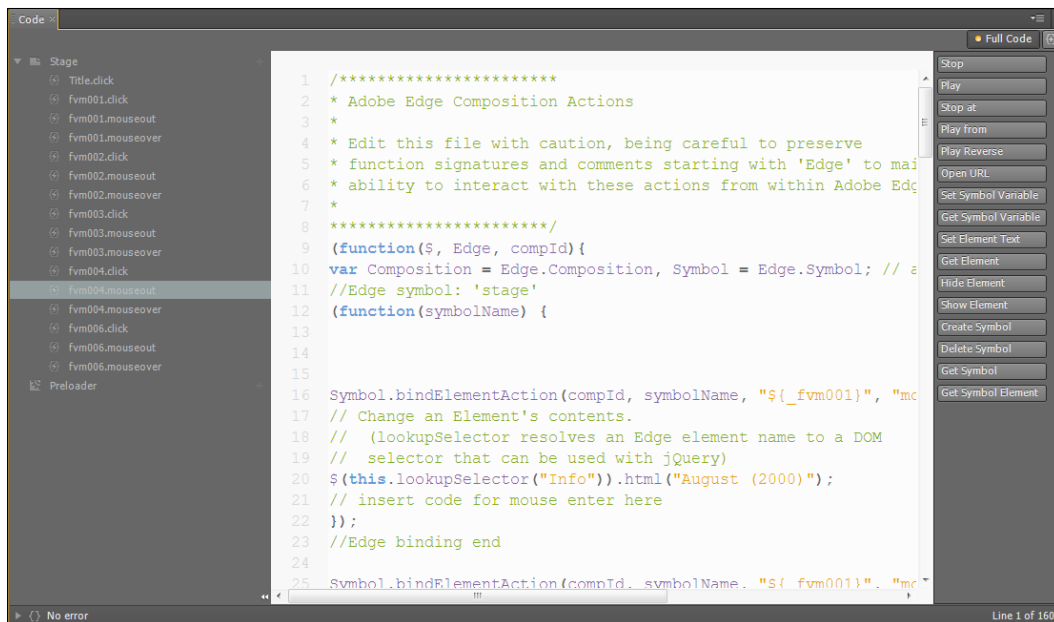 Code ×
Full Code
Stage
Title.click
fvm001.click
fvm001.mouseout
fvm001.mouseover
fvm002.click
fvm002.mouseout
fvm002.mouseover
fvm003.click
fvm003.mouseout
fvm003.mouseover
fvm004.click
fvm004.mouseout
fvm004.mouseover
fvm006.click
fvm006.mouseout
fvm006.mouseover
Preloader
1 /************************
2 * Adobe Edge Composition Actions
3 *
4 * Edit this file with caution, being careful to preserve
5 * function signatures and comments starting with 'Edge' to mai
6 * ability to interact with these actions from within Adobe Edg
7 *
8 ***********************/
9 (function($, Edge, compId){
10 var Composition = Edge.Composition, Symbol = Edge.Symbol; // a
11 //Edge symbol: 'stage'
12 (function(symbolName) {
13
14
15
16 Symbol.bindElementAction(compId, symbolName, "${_fvm001}", "mo
17 // Change an Element's contents.
18 //  (lookupSelector resolves an Edge element name to a DOM
19 //  selector that can be used with jQuery)
20 $(this.lookupSelector("Info")).html("August (2000)");
21 // insert code for mouse enter here
22 });
23 //Edge binding end
24
25 Symbol.bindElementAction(compId, symbolName, "${_fvm001}", "mo
Stop
Play
Stop at
Play from
Play Reverse
Open URL
Set Symbol Variable
Get Symbol Variable
Set Element Text
Get Element
Hide Element
Show Element
Create Symbol
Delete Symbol
Get Symbol
Get Symbol Element
{} No error
Line 1 of 160